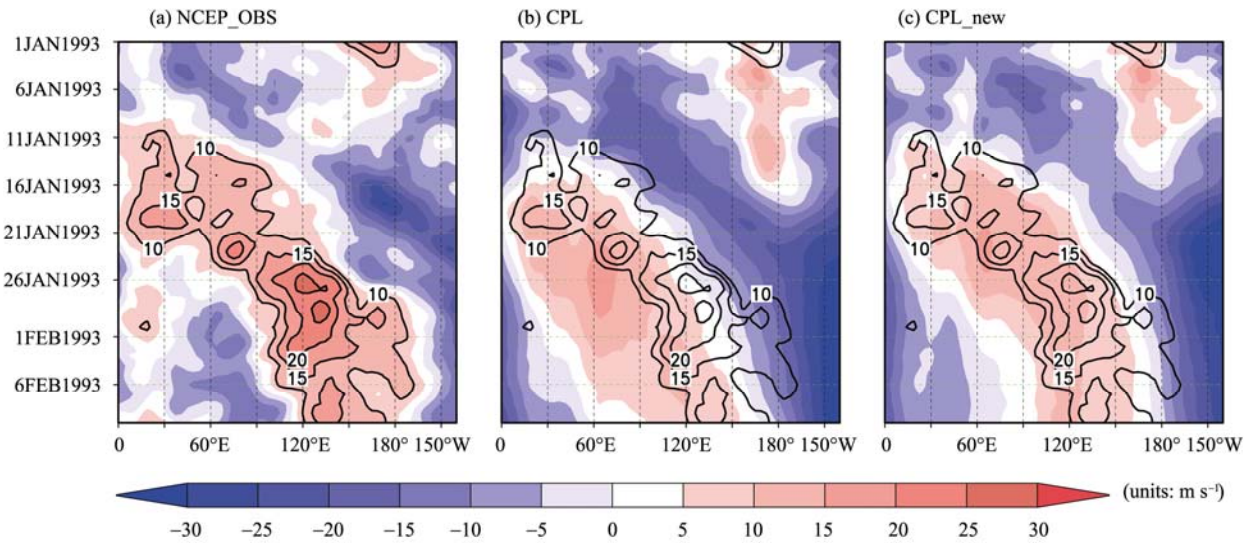 (a) NCEP_OBS
(b) CPL
(c) CPL_new
1JAN1993
6JAN1993
11JAN1993
16JAN1993
21JAN1993
26JAN1993
1FEB1993
6FEB1993
10
15
10
15
10
20
15
10
15
10
15
10
20
15
10
15
10
15
10
20
15
0 60°E 120°E 180° 150°W
0 60°E 120°E 180° 150°W
0 60°E 120°E 180° 150°W
(units: m s⁻¹)
−30 −25 −20 −15 −10 −5 0 5 10 15 20 25 30